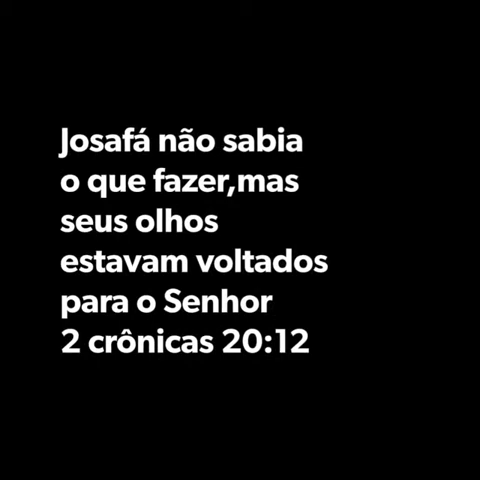 Josafá não sabia
o que fazer,mas
seus olhos
estavam voltados
para o Senhor
2 crônicas 20:12